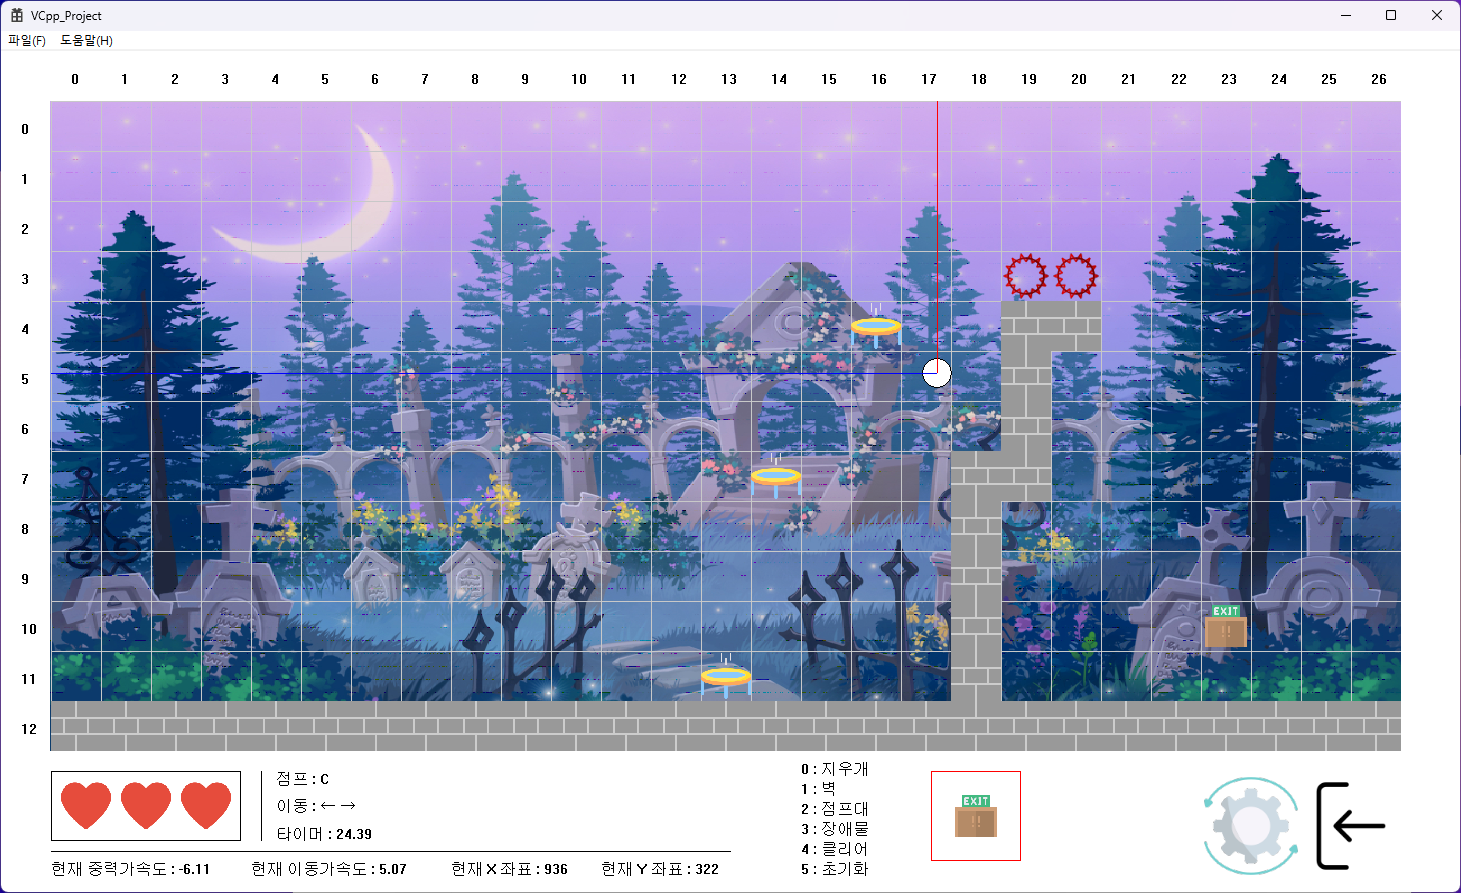 VCpp_Project
파일(F) 도움말(H)
0 1 2 3 4 5 6 7 8 9 10 11 12 13 14 15 16 17 18 19 20 21 22 23 24 25 26
0
1
2
3
4
5
6
7
8
9
10
EXIT
11
12
점프 : C
이동 : ← →
타이머 : 24.39
현재 중력가속도 : -6.11 현재 이동가속도 : 5.07 현재 X 좌표 : 936 현재 Y 좌표 : 322
0 : 지우개
1 : 벽
2 : 점프대
3 : 장애물
4 : 클리어
5 : 초기화
EXIT